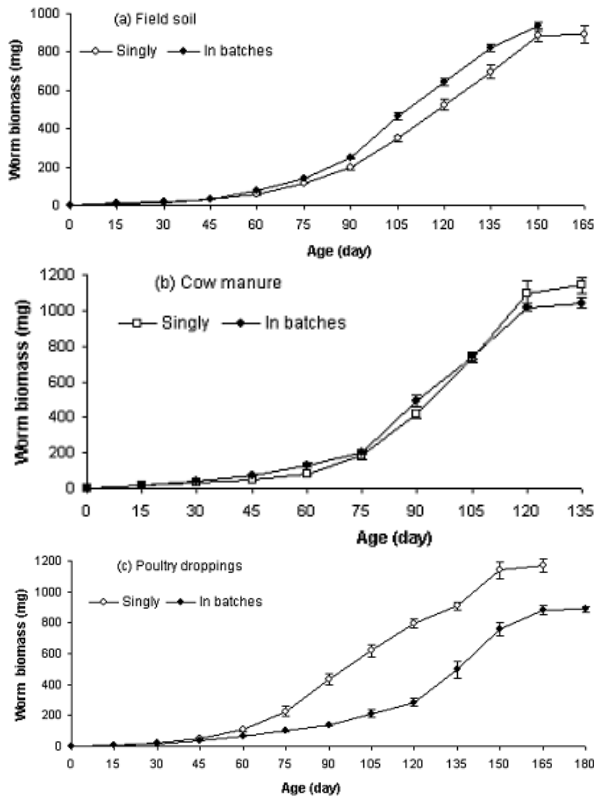 (a) Field soil
Singly In batches
Worm biomass (mg)
1000
800
600
400
200
0
0 15 30 45 60 75 90 105 120 135 150 165
Age (day)
(b) Cow manure
Singly In batches
Worm biomass (mg)
1200
1000
800
600
400
200
0
0 15 30 45 60 75 90 105 120 135
Age (day)
(c) Poultry droppings
Singly In batches
Worm biomass (mg)
1200
1000
800
600
400
200
0
0 15 30 45 60 75 90 105 120 135 150 165 180
Age (day)